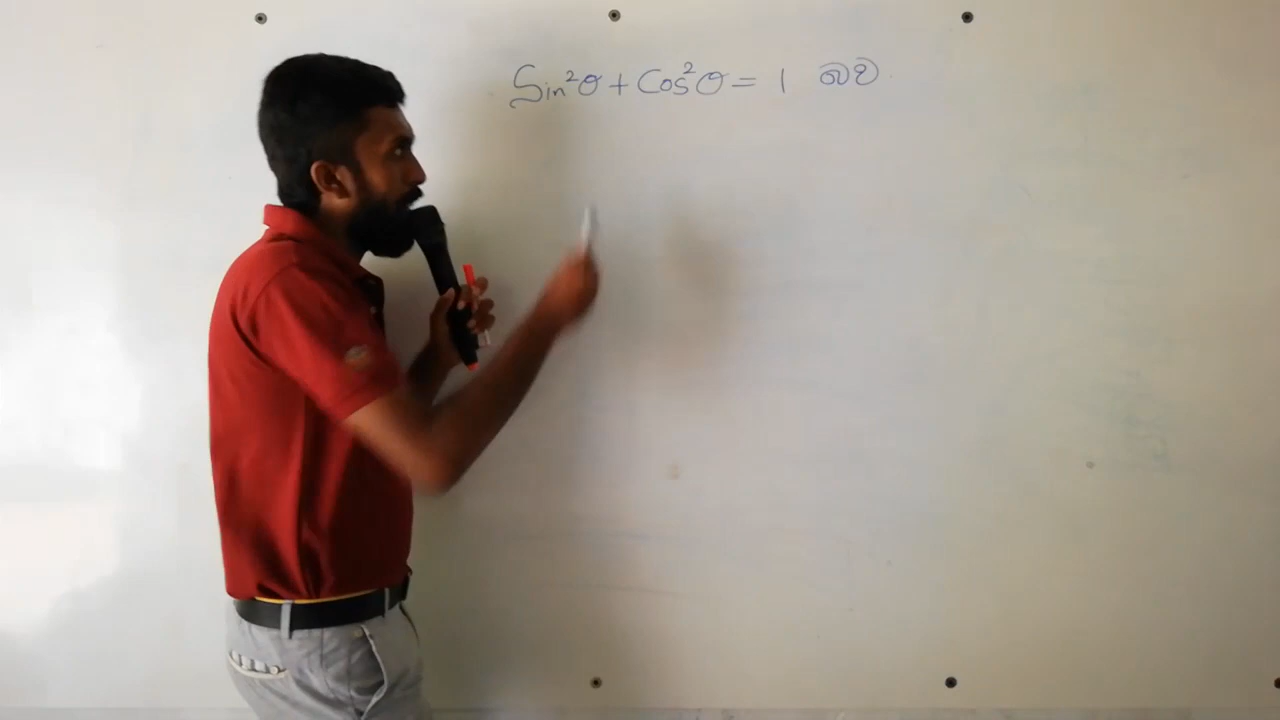 Sin²θ + Cos²θ = 1 බව